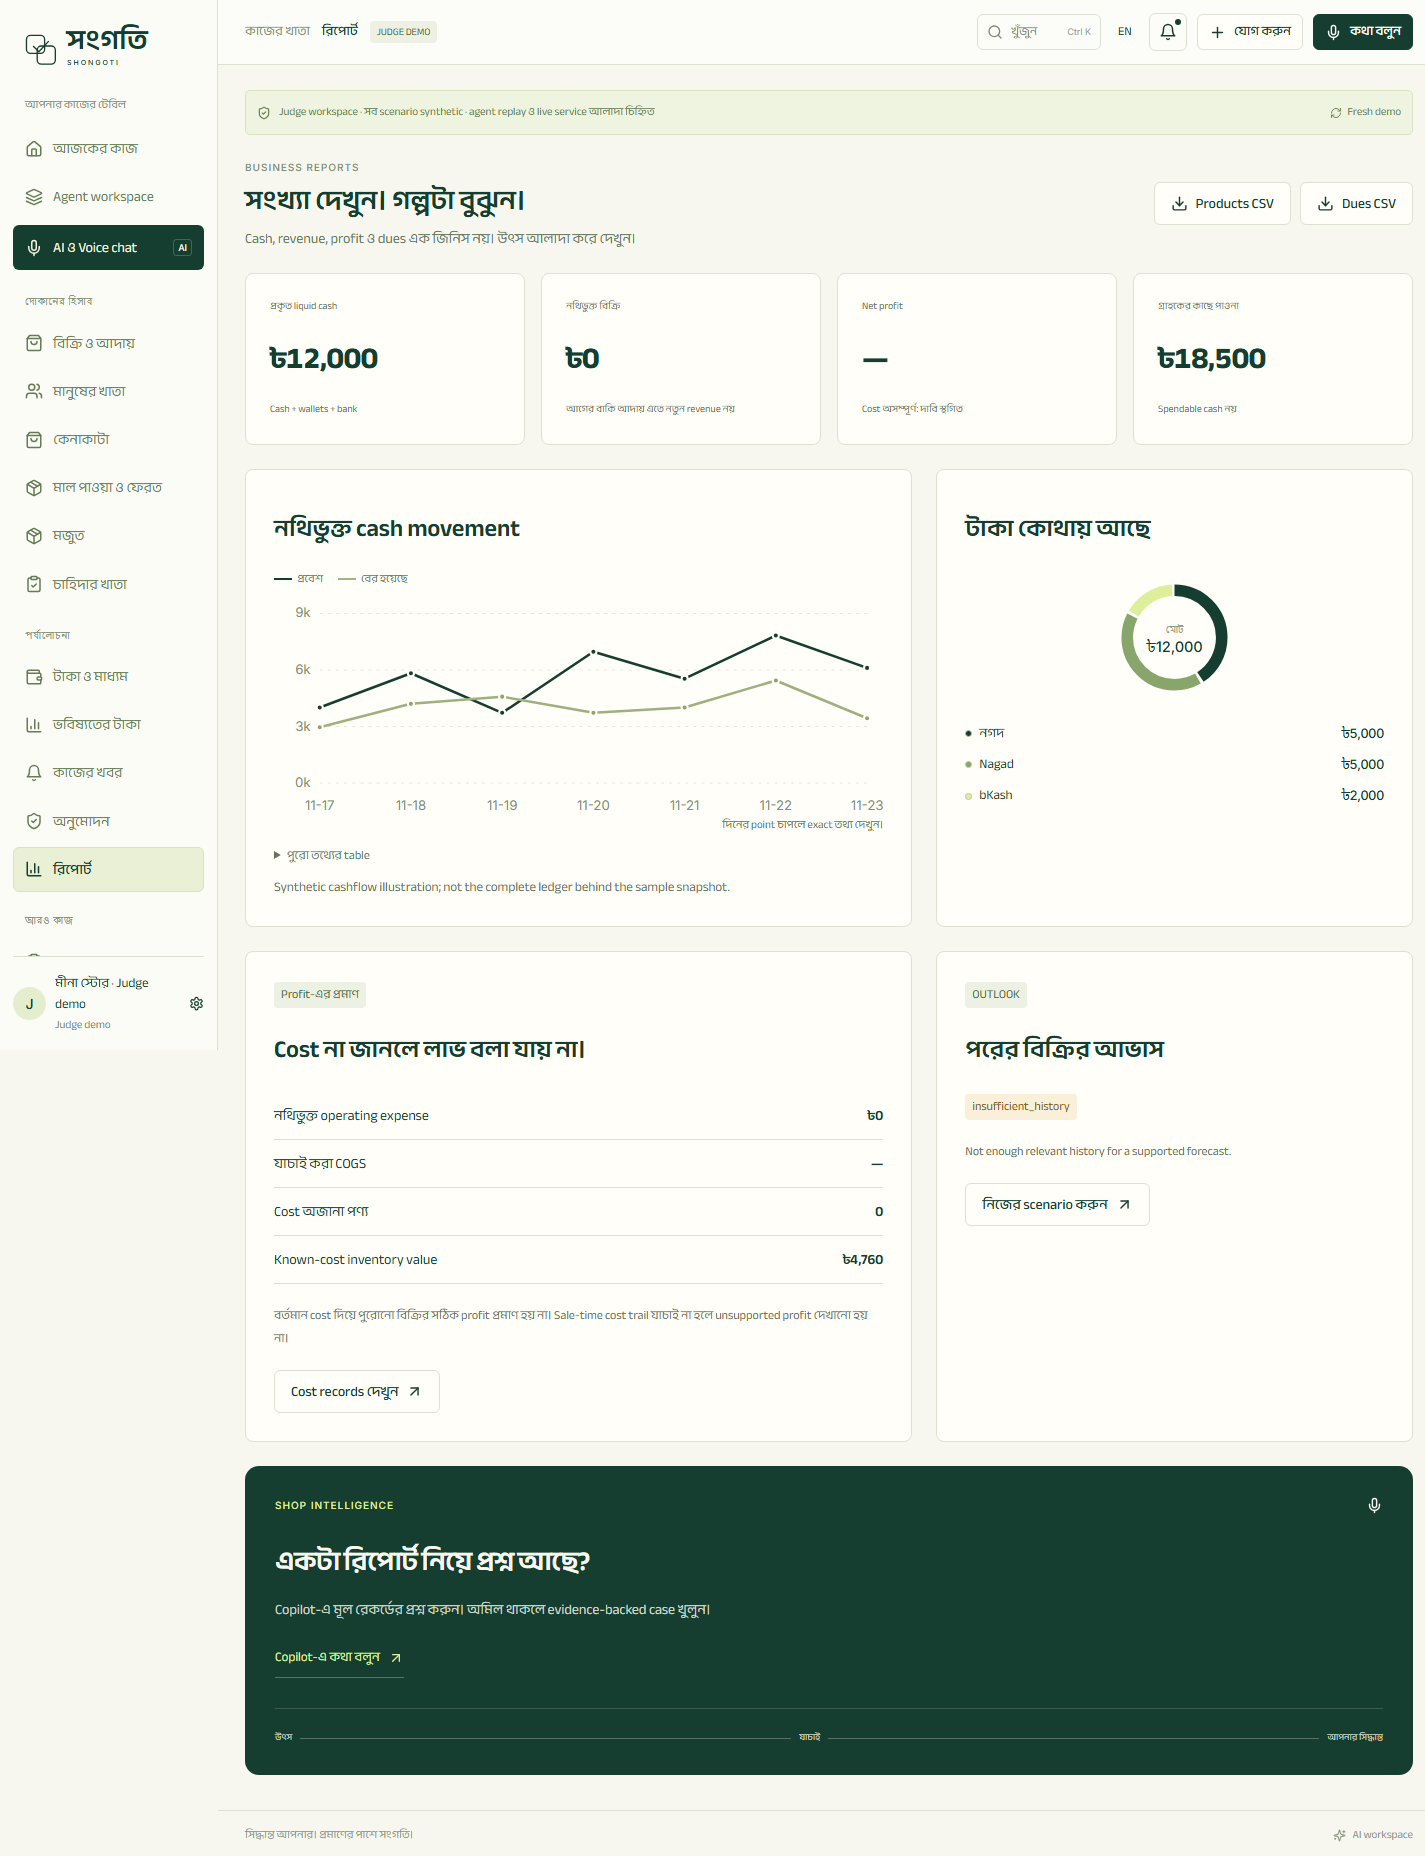 সংগতি
SHONGOTI
আপনার কাজের টেবিল
আজকের কাজ
Agent workspace
AI ও Voice chat
AI
দোকানের হিসাব
বিক্রি ও আদায়
মানুষের খাতা
কেনাকাটা
মাল পাওয়া ও ফেরত
মজুত
চাহিদার খাতা
পর্যালোচনা
টাকা ও মাধ্যম
ভবিষ্যতের টাকা
কাজের খবর
অনুমোদন
রিপোর্ট
আরও কাজ
J
মীনা স্টোর · Judge
demo
Judge demo
কাজের খাতা
রিপোর্ট
JUDGE DEMO
খুঁজুন
Ctrl K
EN
যোগ করুন
কথা বলুন
Judge workspace · সব scenario synthetic · agent replay ও live service আলাদা চিহ্নিত
Fresh demo
BUSINESS REPORTS
সংখ্যা দেখুন। গল্পটা বুঝুন।
Cash, revenue, profit ও dues এক জিনিস নয়। উৎস আলাদা করে দেখুন।
Products CSV
Dues CSV
প্রকৃত liquid cash
৳12,000
Cash + wallets + bank
নথিভুক্ত বিক্রি
৳0
আগের বাকি আদায় এতে নতুন revenue নয়
Net profit
—
Cost অসম্পূর্ণ: দাবি স্থগিত
গ্রাহকের কাছে পাওনা
৳18,500
Spendable cash নয়
নথিভুক্ত cash movement
প্রবেশ
বের হয়েছে
9k
6k
3k
0k
11-17
11-18
11-19
11-20
11-21
11-22
11-23
দিনের point চাপলে exact তথ্য দেখুন।
পুরো তথ্যের table
Synthetic cashflow illustration; not the complete ledger behind the sample snapshot.
টাকা কোথায় আছে
মোট
৳12,000
নগদ
৳5,000
Nagad
৳5,000
bKash
৳2,000
Profit-এর প্রমাণ
Cost না জানলে লাভ বলা যায় না।
নথিভুক্ত operating expense
৳0
যাচাই করা COGS
—
Cost অজানা পণ্য
0
Known-cost inventory value
৳4,760
বর্তমান cost দিয়ে পুরোনো বিক্রির সঠিক profit প্রমাণ হয় না। Sale-time cost trail যাচাই না হলে unsupported profit দেখানো হয়
না।
Cost records দেখুন
OUTLOOK
পরের বিক্রির আভাস
insufficient_history
Not enough relevant history for a supported forecast.
নিজের scenario করুন
SHOP INTELLIGENCE
একটা রিপোর্ট নিয়ে প্রশ্ন আছে?
Copilot-এ মূল রেকর্ডের প্রশ্ন করুন। অমিল থাকলে evidence-backed case খুলুন।
Copilot-এ কথা বলুন
উৎস
যাচাই
আপনার সিদ্ধান্ত
সিদ্ধান্ত আপনার। প্রমাণের পাশে সংগতি।
AI workspace